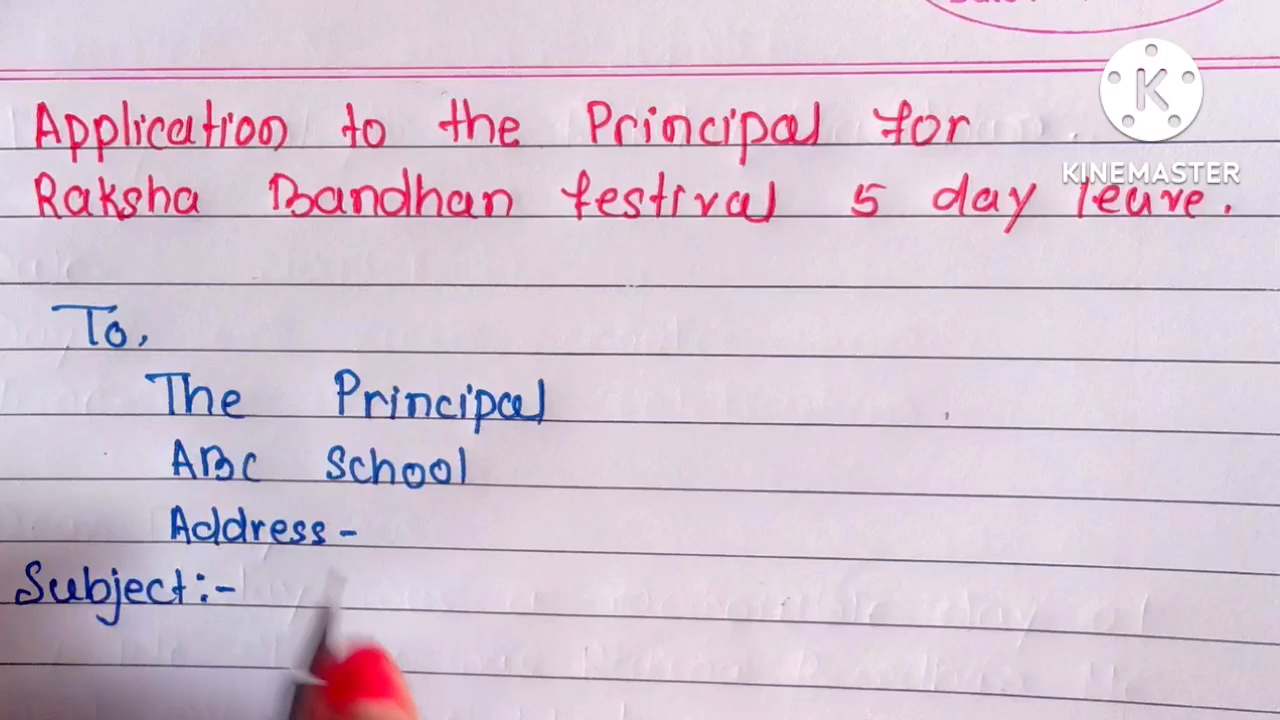 K
KINEMASTER
Application to the Principal for
Raksha Bandhan festival 5 day leave.
To,
The Principal
ABC School
Address -
Subject:-